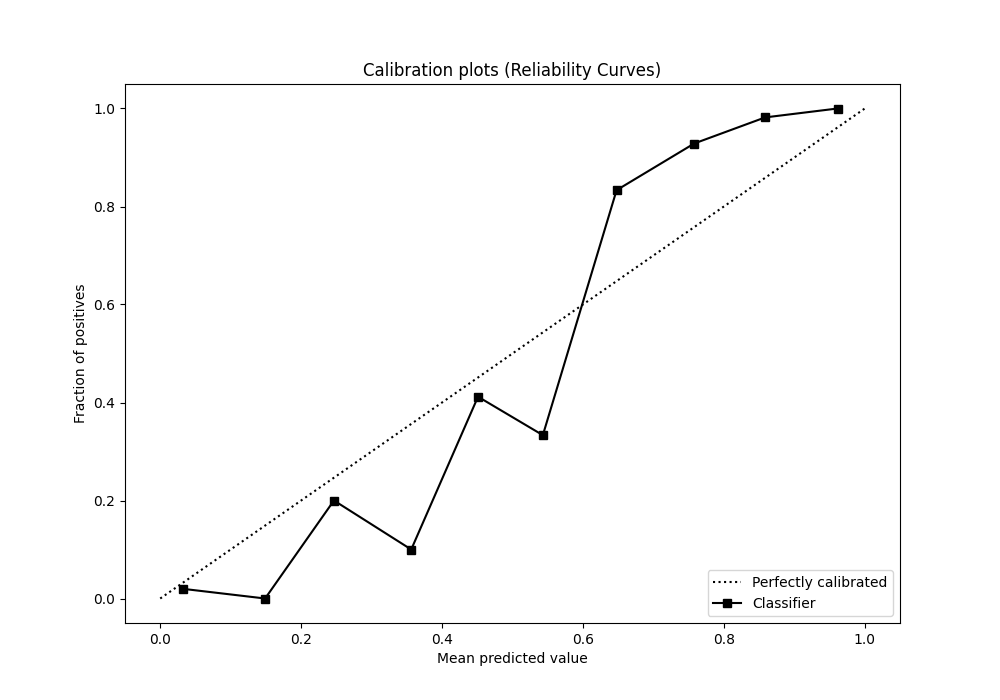 Calibration plots (Reliability Curves)
Fraction of positives
1.0
0.8
0.6
0.4
0.2
0.0
0.0 0.2 0.4 0.6 0.8 1.0
Mean predicted value
Perfectly calibrated
Classifier